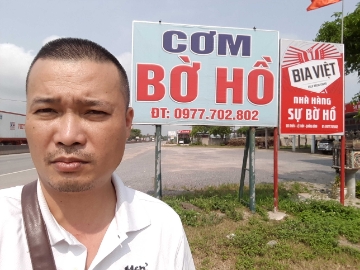 CƠM
BỜ HỒ
ĐT: 0977.702.802
BIA VIỆT
NHÀ HÀNG
SỰ BỜ HỒ